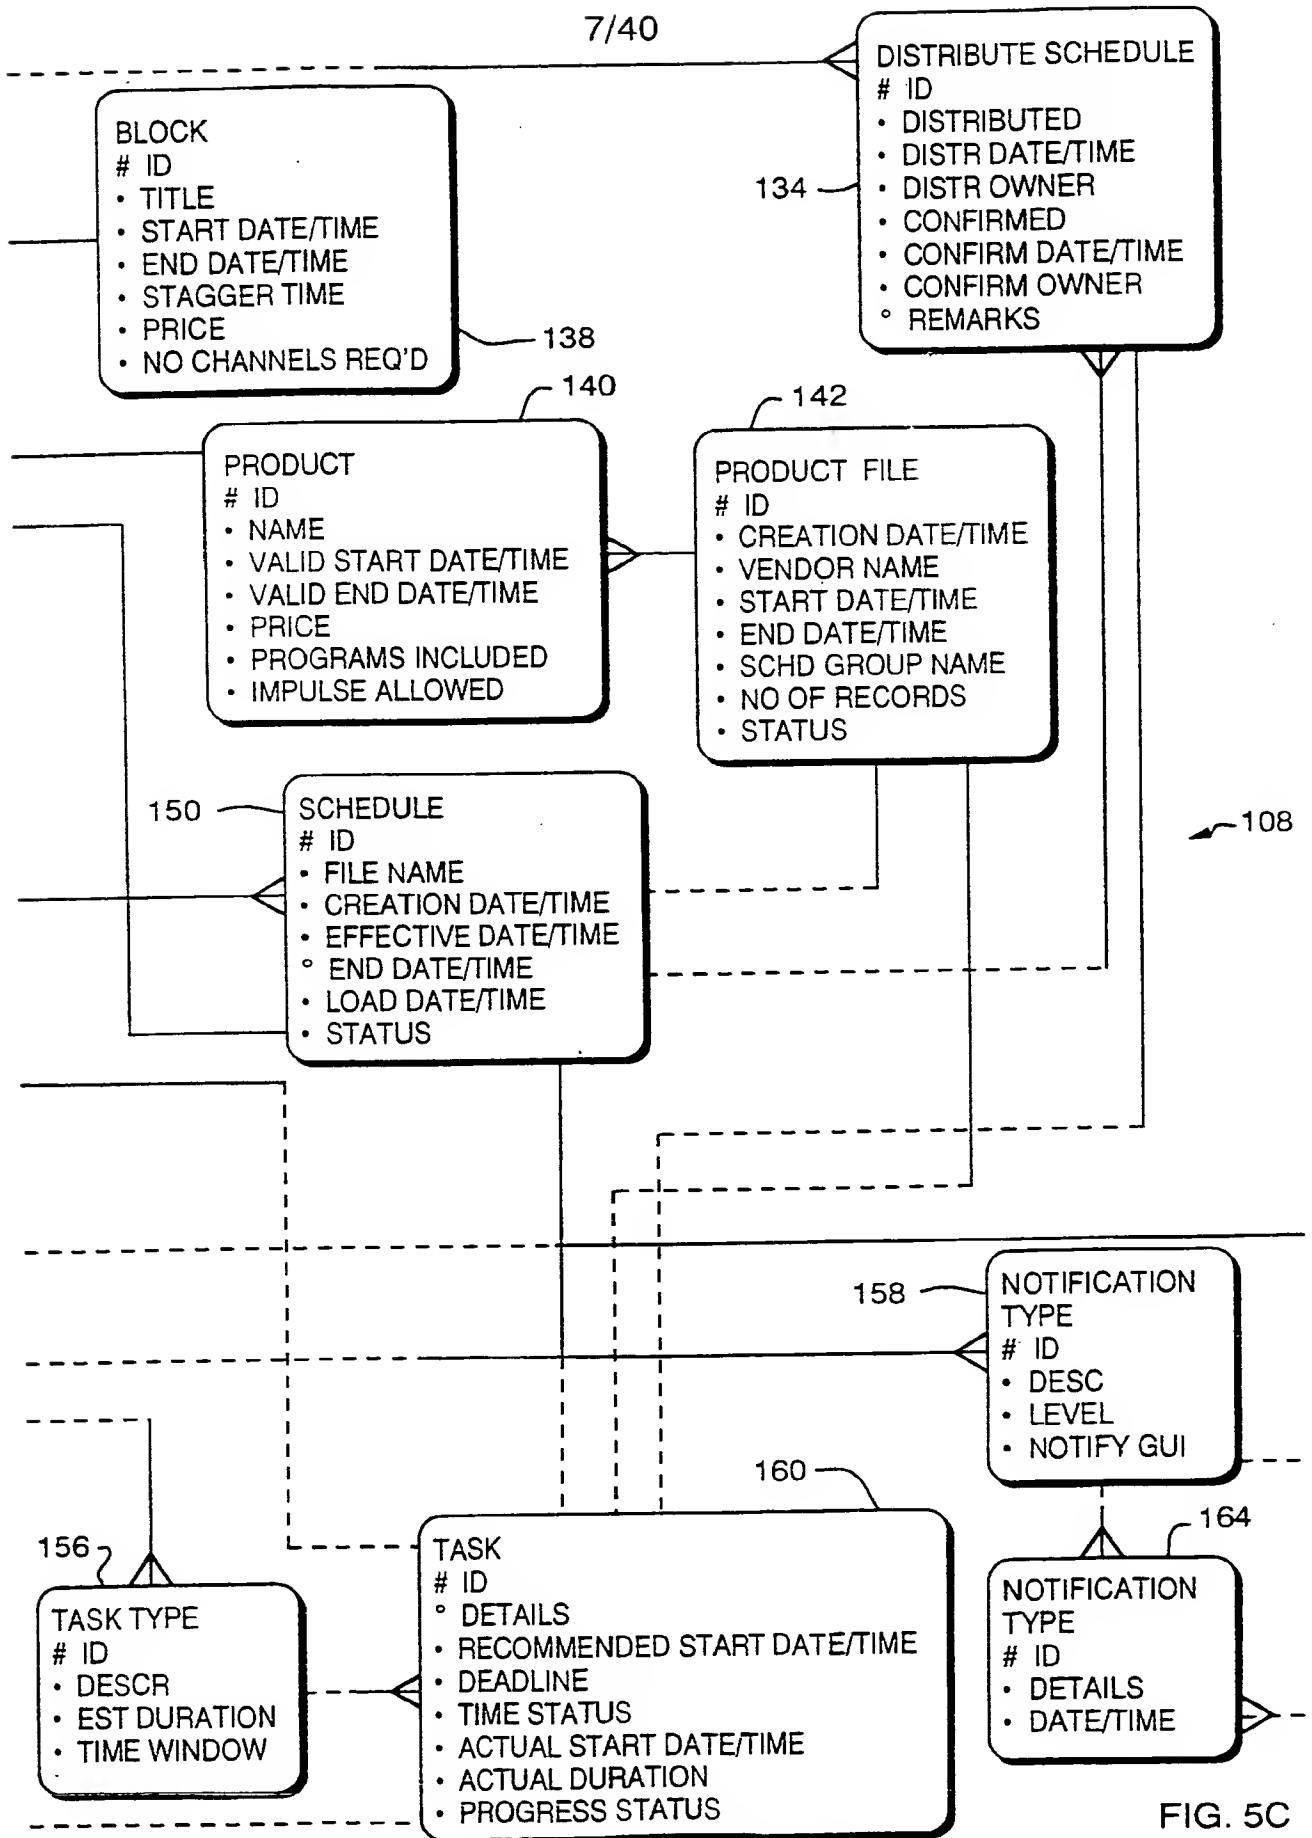 7/40
DISTRIBUTE SCHEDULE
# ID
• DISTRIBUTED
• DISTR DATE/TIME
• DISTR OWNER
• CONFIRMED
• CONFIRM DATE/TIME
• CONFIRM OWNER
° REMARKS
134
BLOCK
# ID
• TITLE
• START DATE/TIME
• END DATE/TIME
• STAGGER TIME
• PRICE
• NO CHANNELS REQ'D
138
140
PRODUCT
# ID
• NAME
• VALID START DATE/TIME
• VALID END DATE/TIME
• PRICE
• PROGRAMS INCLUDED
• IMPULSE ALLOWED
142
PRODUCT FILE
# ID
• CREATION DATE/TIME
• VENDOR NAME
• START DATE/TIME
• END DATE/TIME
• SCHD GROUP NAME
• NO OF RECORDS
• STATUS
150
SCHEDULE
# ID
• FILE NAME
• CREATION DATE/TIME
• EFFECTIVE DATE/TIME
° END DATE/TIME
• LOAD DATE/TIME
• STATUS
108
158
NOTIFICATION
TYPE
# ID
• DESC
• LEVEL
• NOTIFY GUI
156
TASK TYPE
# ID
• DESCR
• EST DURATION
• TIME WINDOW
160
TASK
# ID
° DETAILS
• RECOMMENDED START DATE/TIME
• DEADLINE
• TIME STATUS
• ACTUAL START DATE/TIME
• ACTUAL DURATION
• PROGRESS STATUS
164
NOTIFICATION
TYPE
# ID
• DETAILS
• DATE/TIME
FIG. 5C